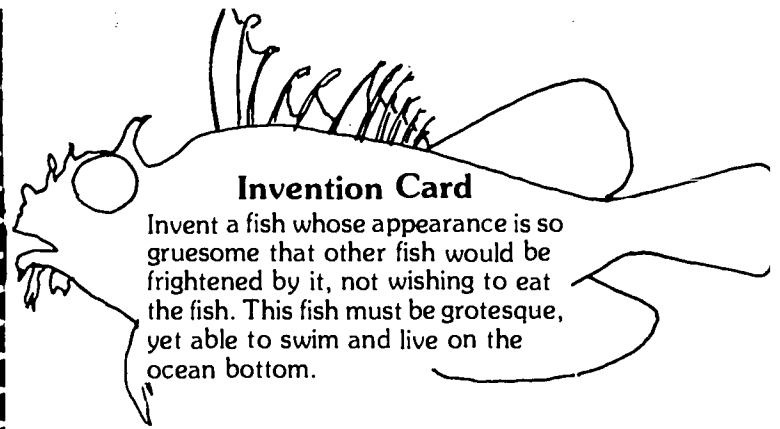 Invention Card
Invent a fish whose appearance is so
gruesome that other fish would be
frightened by it, not wishing to eat
the fish. This fish must be grotesque,
yet able to swim and live on the
ocean bottom.